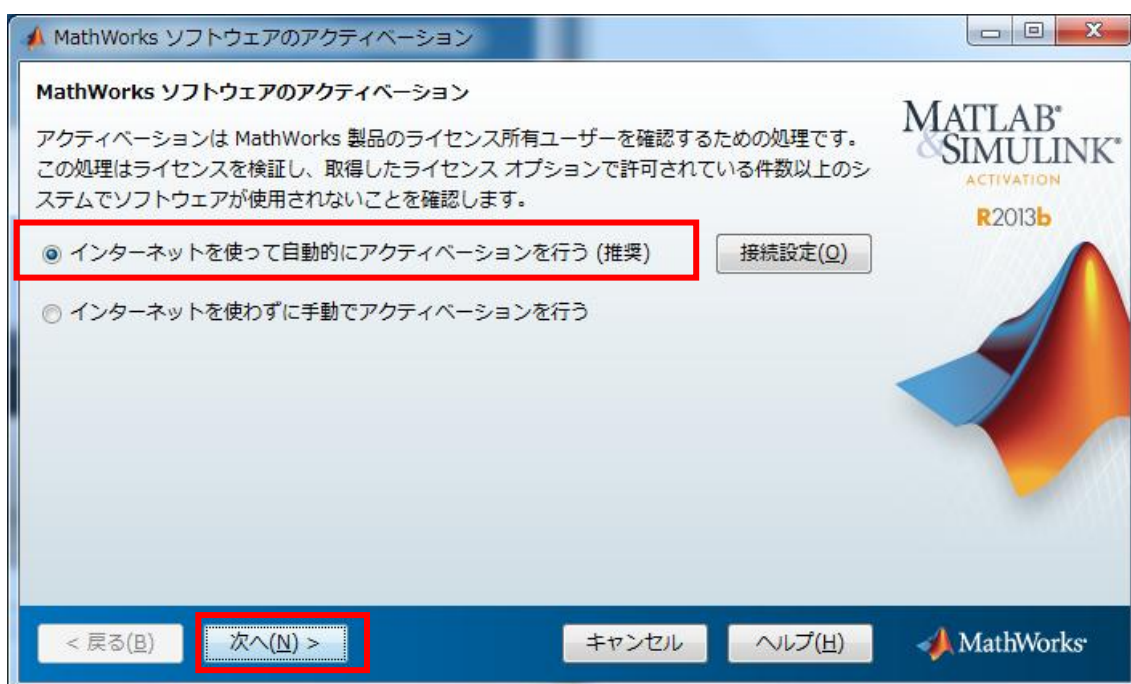 MathWorks ソフトウェアのアクティベーション
MathWorks ソフトウェアのアクティベーション
アクティベーションは MathWorks 製品のライセンス所有ユーザーを確認するための処理です。
この処理はライセンスを検証し、取得したライセンス オプションで許可されている件数以上のシ
ステムでソフトウェアが使用されないことを確認します。
MATLAB®
&SIMULINK®
ACTIVATION
R2013b
インターネットを使って自動的にアクティベーションを行う (推奨)
接続設定(O)
インターネットを使わずに手動でアクティベーションを行う
< 戻る(B)
次へ(N) >
キャンセル
ヘルプ(H)
MathWorks®